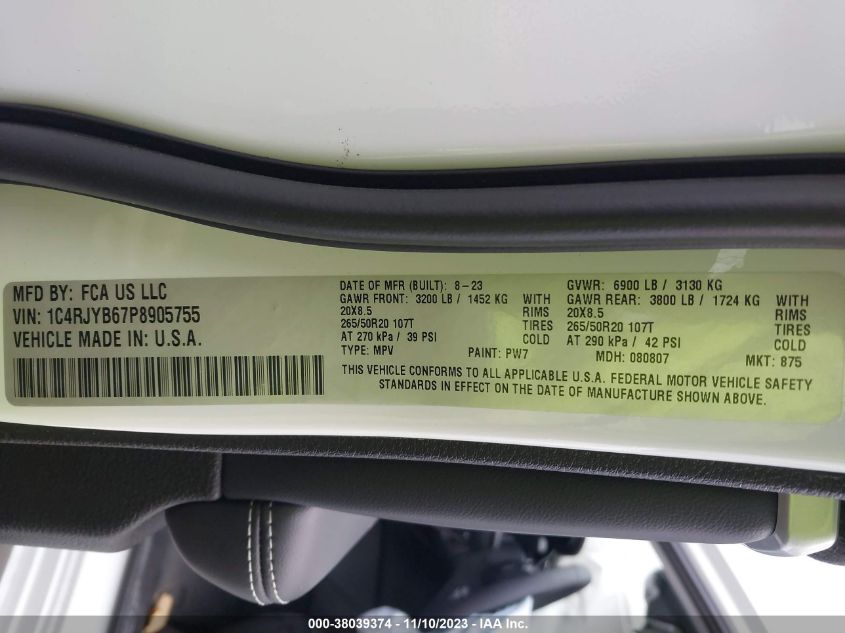 MFD BY: FCA US LLC
VIN: 1C4RJYB67P8905755
VEHICLE MADE IN: U.S.A.
DATE OF MFR (BUILT): 8-23
GAWR FRONT: 3200 LB / 1452 KG WITH
20X8.5 RIMS
265/50R20 107T TIRES
AT 270 kPa / 39 PSI COLD
TYPE: MPV PAINT: PW7
GVWR: 6900 LB / 3130 KG
GAWR REAR: 3800 LB / 1724 KG WITH
20X8.5 RIMS
265/50R20 107T TIRES
AT 290 kPa / 42 PSI COLD
MDH: 080807 MKT: 875
THIS VEHICLE CONFORMS TO ALL APPLICABLE U.S.A. FEDERAL MOTOR VEHICLE SAFETY
STANDARDS IN EFFECT ON THE DATE OF MANUFACTURE SHOWN ABOVE.
000-38039374 - 11/10/2023 - IAA Inc.